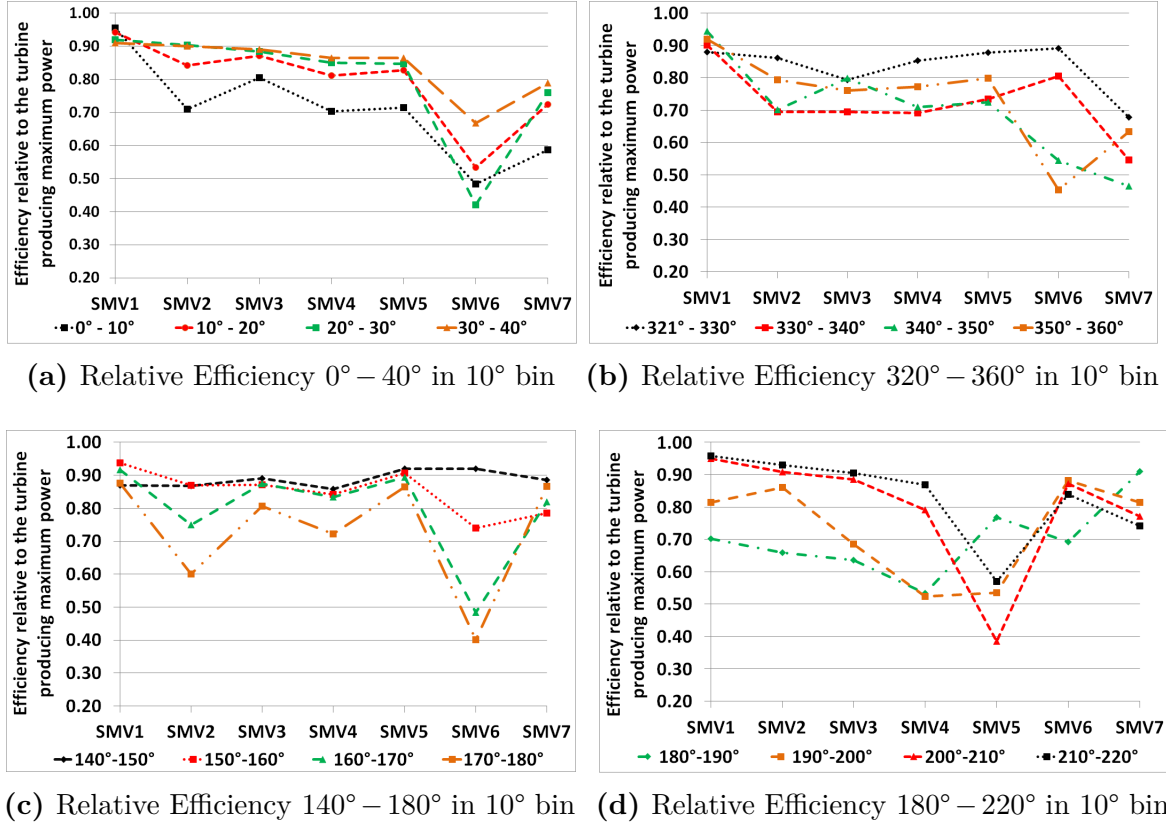 Efficiency relative to the turbine
producing maximum power
1.00
0.90
0.80
0.70
0.60
0.50
0.40
0.30
0.20
SMV1 SMV2 SMV3 SMV4 SMV5 SMV6 SMV7
0° - 10° 10° - 20° 20° - 30° 30° - 40°
(a) Relative Efficiency 0° – 40° in 10° bin
Efficiency relative to the turbine
producing maximum power
1.00
0.90
0.80
0.70
0.60
0.50
0.40
0.30
0.20
SMV1 SMV2 SMV3 SMV4 SMV5 SMV6 SMV7
321° - 330° 330° - 340° 340° - 350° 350° - 360°
(b) Relative Efficiency 320° – 360° in 10° bin
Efficiency relative to the turbine
producing maximum power
1.00
0.90
0.80
0.70
0.60
0.50
0.40
0.30
0.20
SMV1 SMV2 SMV3 SMV4 SMV5 SMV6 SMV7
140°-150° 150°-160° 160°-170° 170°-180°
(c) Relative Efficiency 140° – 180° in 10° bin
Efficiency relative to the turbine
producing maximum power
1.00
0.90
0.80
0.70
0.60
0.50
0.40
0.30
0.20
SMV1 SMV2 SMV3 SMV4 SMV5 SMV6 SMV7
180°-190° 190°-200° 200°-210° 210°-220°
(d) Relative Efficiency 180° – 220° in 10° bin